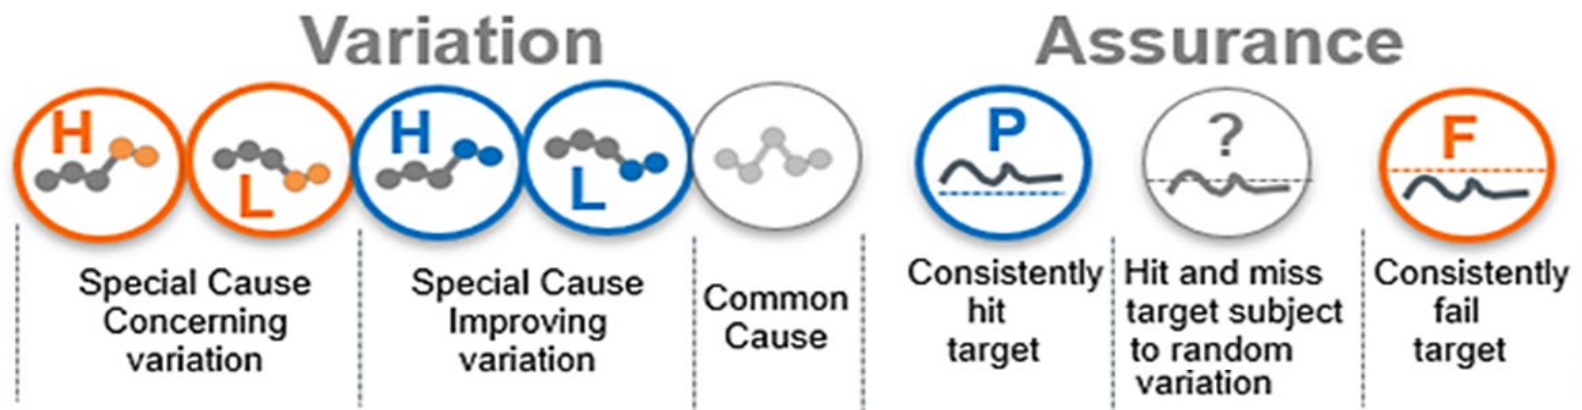 Variation
Assurance
H
L
H
L
P
?
F
Special Cause
Concerning
variation
Special Cause
Improving
variation
Common
Cause
Consistently
hit
target
Hit and miss
target subject
to random
variation
Consistently
fail
target